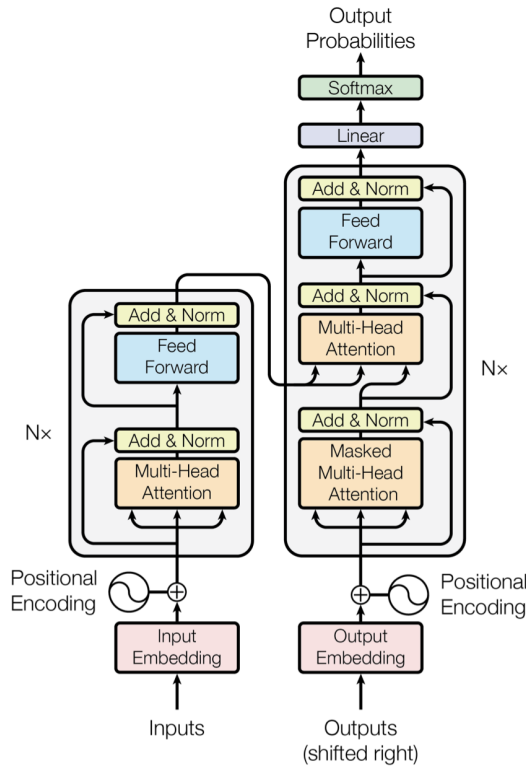 Output
Probabilities
Softmax
Linear
Add & Norm
Feed
Forward
Add & Norm
Multi-Head
Attention
Add & Norm
Masked
Multi-Head
Attention
N×
Add & Norm
Feed
Forward
Add & Norm
Multi-Head
Attention
N×
Positional
Encoding
Positional
Encoding
Input
Embedding
Output
Embedding
Inputs
Outputs
(shifted right)